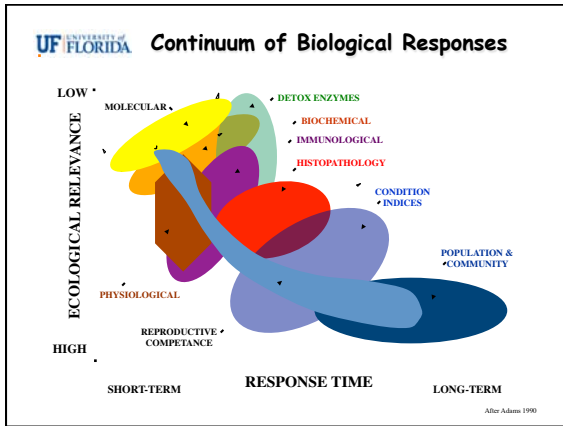 UF UNIVERSITY of
FLORIDA
Continuum of Biological Responses
LOW
MOLECULAR
DETOX ENZYMES
BIOCHEMICAL
IMMUNOLOGICAL
HISTOPATHOLOGY
CONDITION
INDICES
ECOLOGICAL RELEVANCE
POPULATION &
COMMUNITY
PHYSIOLOGICAL
REPRODUCTIVE
COMPETANCE
HIGH
SHORT-TERM
RESPONSE TIME
LONG-TERM
After Adams 1990